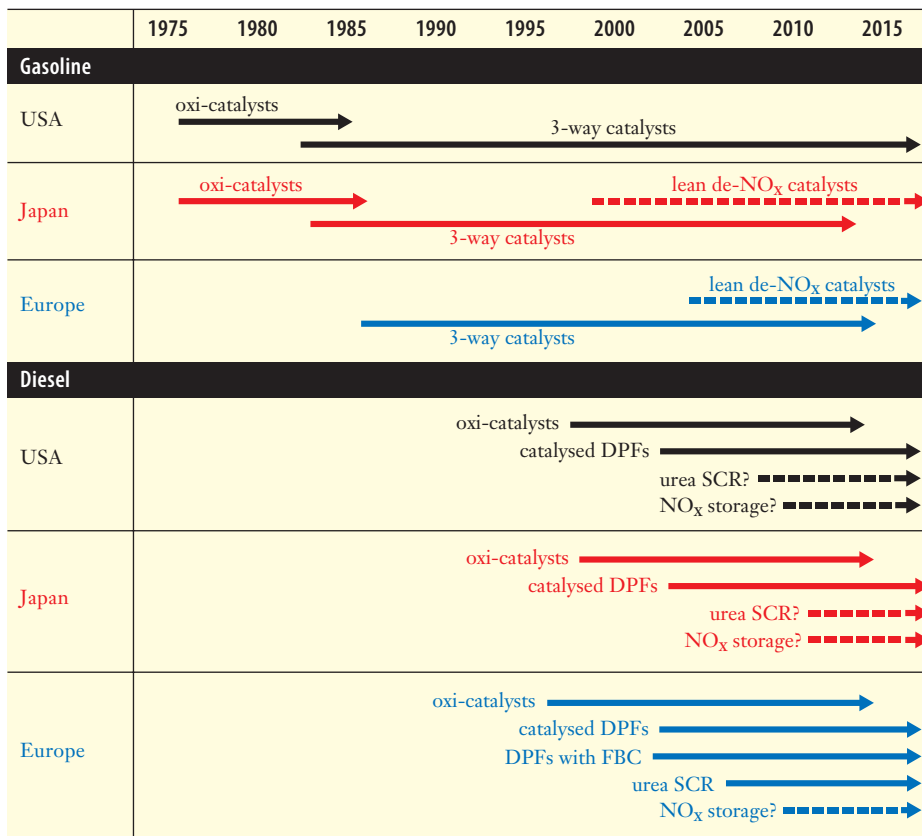 1975 1980 1985 1990 1995 2000 2005 2010 2015
Gasoline
USA
oxi-catalysts
3-way catalysts
Japan
oxi-catalysts
lean de-NOx catalysts
3-way catalysts
Europe
lean de-NOx catalysts
3-way catalysts
Diesel
USA
oxi-catalysts
catalysed DPFs
urea SCR?
NOx storage?
Japan
oxi-catalysts
catalysed DPFs
urea SCR?
NOx storage?
Europe
oxi-catalysts
catalysed DPFs
DPFs with FBC
urea SCR
NOx storage?